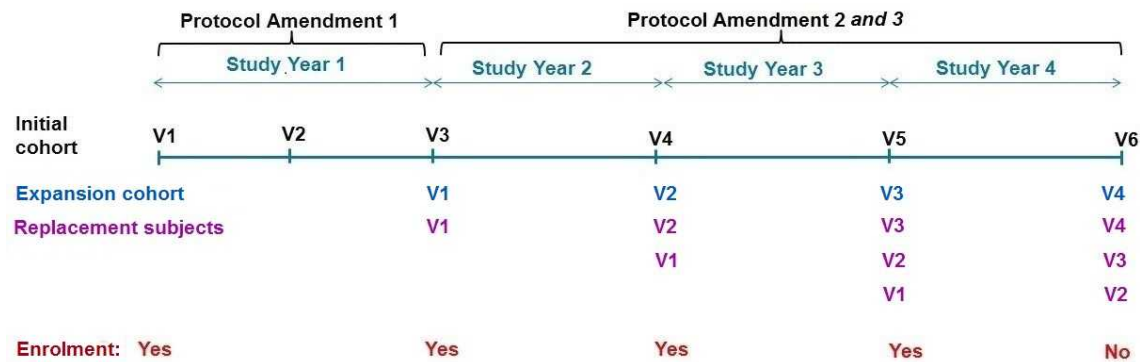 Protocol Amendment 1 Protocol Amendment 2 and 3
Study Year 1 Study Year 2 Study Year 3 Study Year 4
Initial
cohort
V1 V2 V3 V4 V5 V6
Expansion cohort V1 V2 V3 V4
Replacement subjects V1 V2 V3 V4
V1 V2 V3
V1 V2
Enrolment: Yes Yes Yes Yes No